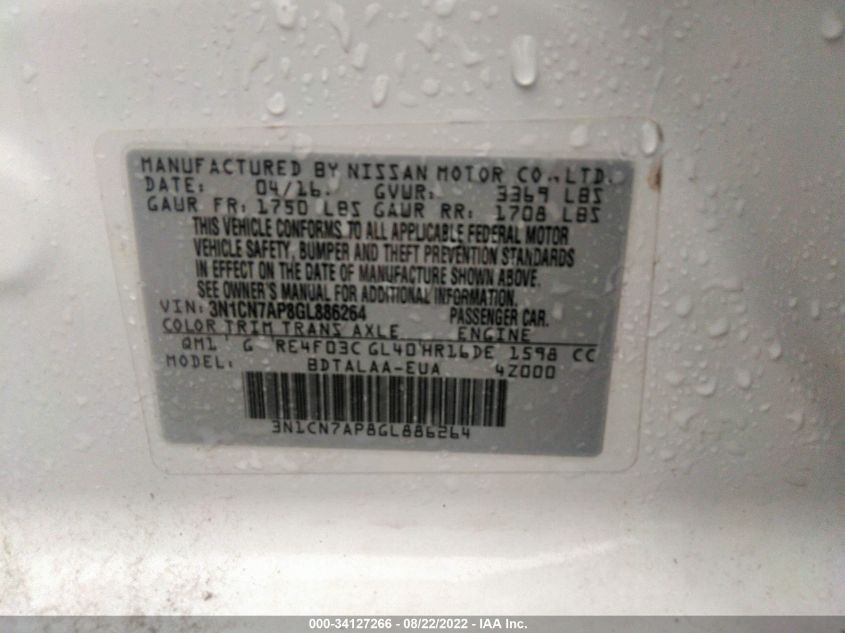 MANUFACTURED BY NISSAN MOTOR CO.,LTD.
DATE: 04/16. GVWR: 3369 LBS
GAWR FR: 1750 LBS GAWR RR: 1708 LBS
THIS VEHICLE CONFORMS TO ALL APPLICABLE FEDERAL MOTOR
VEHICLE SAFETY, BUMPER AND THEFT PREVENTION STANDARDS
IN EFFECT ON THE DATE OF MANUFACTURE SHOWN ABOVE.
SEE OWNER'S MANUAL FOR ADDITIONAL INFORMATION.
VIN: 3N1CN7AP8GL886264 PASSENGER CAR.
COLOR TRIM TRANS AXLE ENGINE
QM1 G RE4F03C GL40 HR16DE 1598 CC
MODEL: BDTALAA-EUA 4Z000
3N1CN7AP8GL886264
000-34127266 - 08/22/2022 - IAA Inc.